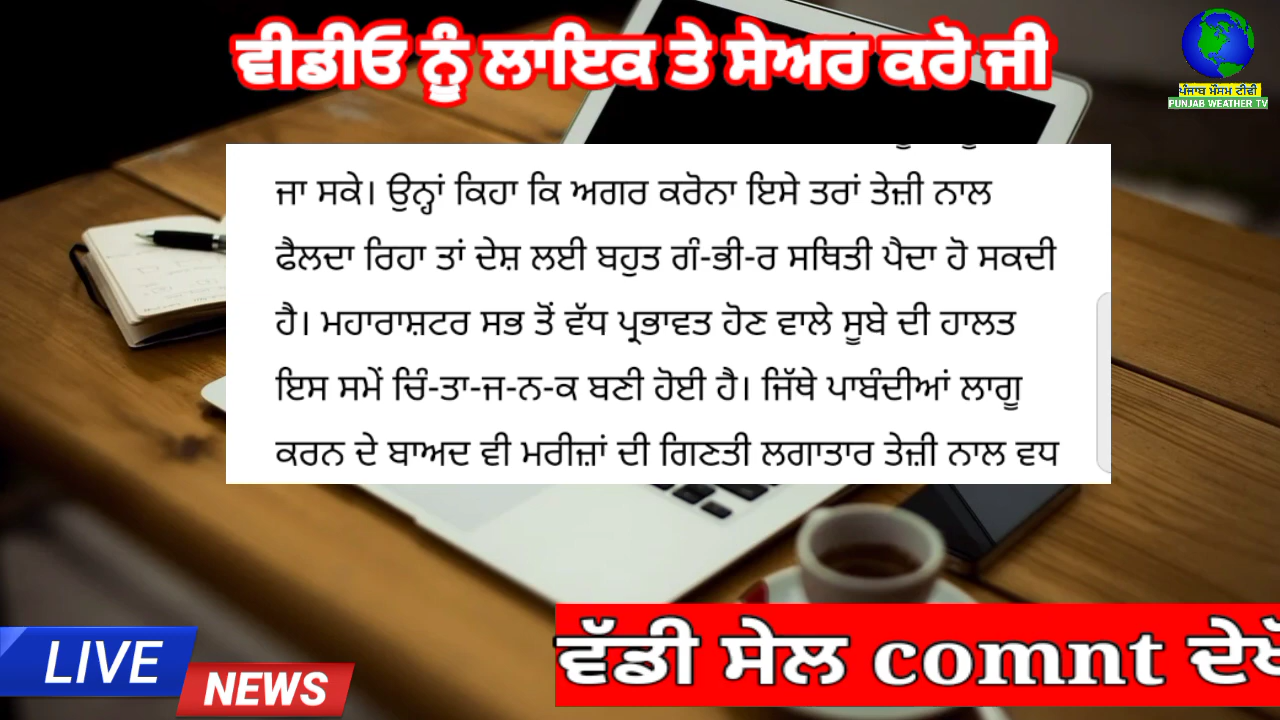 ਵੀਡੀਓ ਨੂੰ ਲਾਇਕ ਤੇ ਸੇਅਰ ਕਰੋ ਜੀ
ਪੰਜਾਬ ਮੌਸਮ ਟੀਵੀ
PUNJAB WEATHER TV
ਜਾ ਸਕੇ। ਉਨ੍ਹਾਂ ਕਿਹਾ ਕਿ ਅਗਰ ਕਰੋਨਾ ਇਸੇ ਤਰਾਂ ਤੇਜ਼ੀ ਨਾਲ
ਫੈਲਦਾ ਰਿਹਾ ਤਾਂ ਦੇਸ਼ ਲਈ ਬਹੁਤ ਗੰ-ਭੀ-ਰ ਸਥਿਤੀ ਪੈਦਾ ਹੋ ਸਕਦੀ
ਹੈ। ਮਹਾਰਾਸ਼ਟਰ ਸਭ ਤੋਂ ਵੱਧ ਪ੍ਰਭਾਵਤ ਹੋਣ ਵਾਲੇ ਸੂਬੇ ਦੀ ਹਾਲਤ
ਇਸ ਸਮੇਂ ਚਿੰ-ਤਾ-ਜ-ਨ-ਕ ਬਣੀ ਹੋਈ ਹੈ। ਜਿੱਥੇ ਪਾਬੰਦੀਆਂ ਲਾਗੂ
ਕਰਨ ਦੇ ਬਾਅਦ ਵੀ ਮਰੀਜ਼ਾਂ ਦੀ ਗਿਣਤੀ ਲਗਾਤਾਰ ਤੇਜ਼ੀ ਨਾਲ ਵਧ
ਵੱਡੀ ਸੇਲ comnt ਦੇਖੋ
LIVE
NEWS